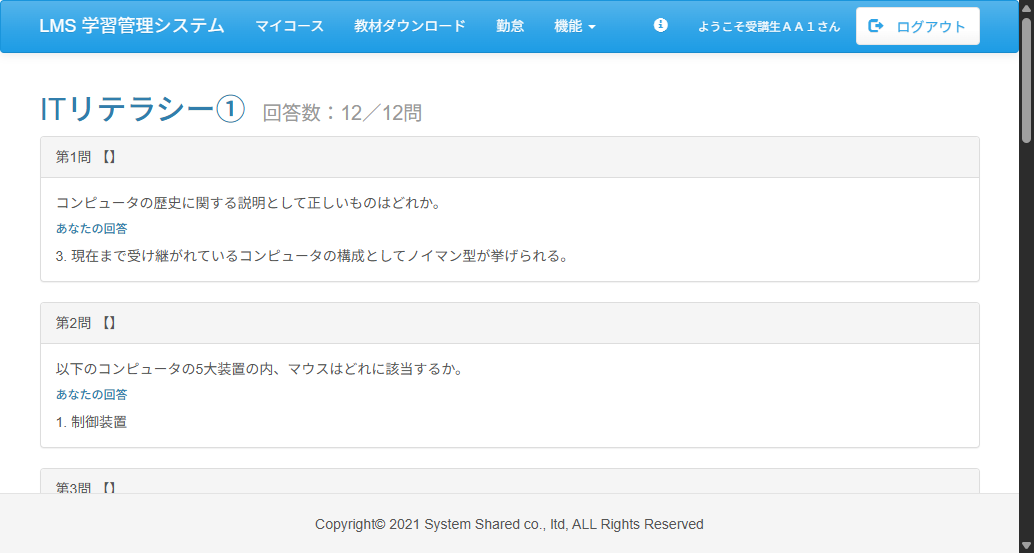 LMS 学習管理システム マイコース 教材ダウンロード 勤怠 機能 ようこそ受講生ＡＡ１さん ログアウト
ITリテラシー① 回答数：12／12問
第1問 【】
コンピュータの歴史に関する説明として正しいものはどれか。
あなたの回答
3. 現在まで受け継がれているコンピュータの構成としてノイマン型が挙げられる。
第2問 【】
以下のコンピュータの5大装置の内、マウスはどれに該当するか。
あなたの回答
1. 制御装置
第3問 【】
Copyright© 2021 System Shared co., ltd, ALL Rights Reserved